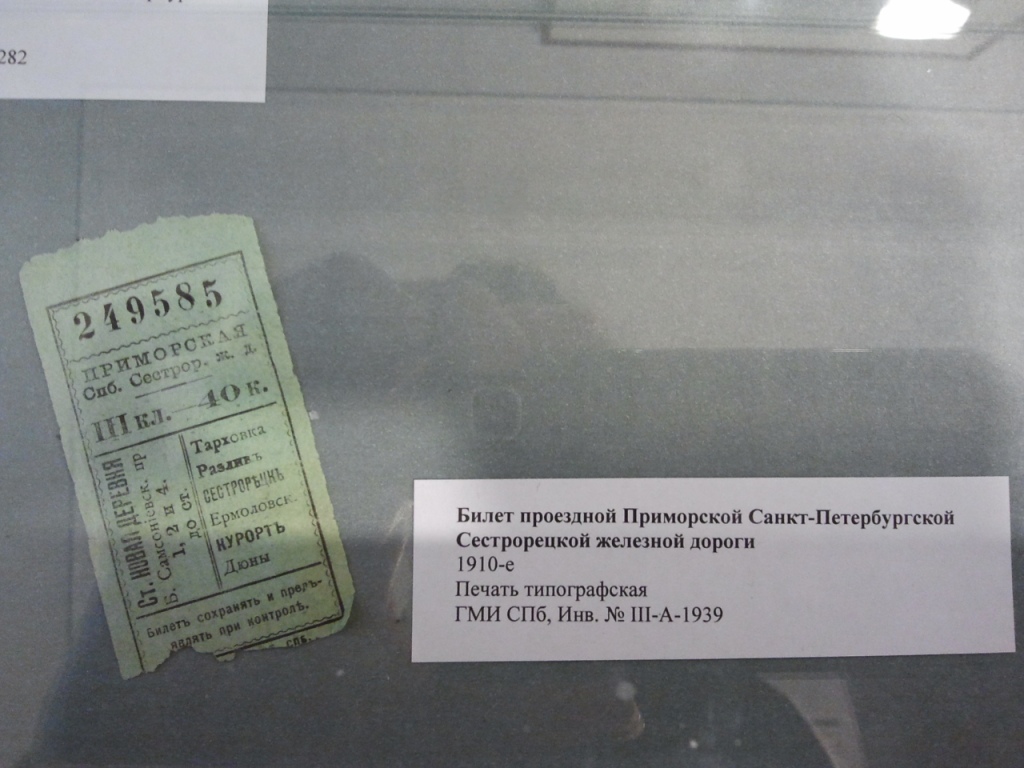 282
249585
ПРИМОРСКАЯ
Спб. Сестрор. ж. д
III кл. 40 к.
Ст. НОВАЯ ДЕРЕВНЯ
Б. Самсоніевск. пр
1, 2 и 4.
до ст.
Тарховка
Разливъ
СЕСТРОРѢЦКЪ
Ермоловск.
КУРОРТЪ
Дюны
Билетъ сохранять и предъ-
являть при контролѣ.
СПБ.
Билет проездной Приморской Санкт-Петербургской
Сестрорецкой железной дороги
1910-е
Печать типографская
ГМИ СПб, Инв. № III-А-1939